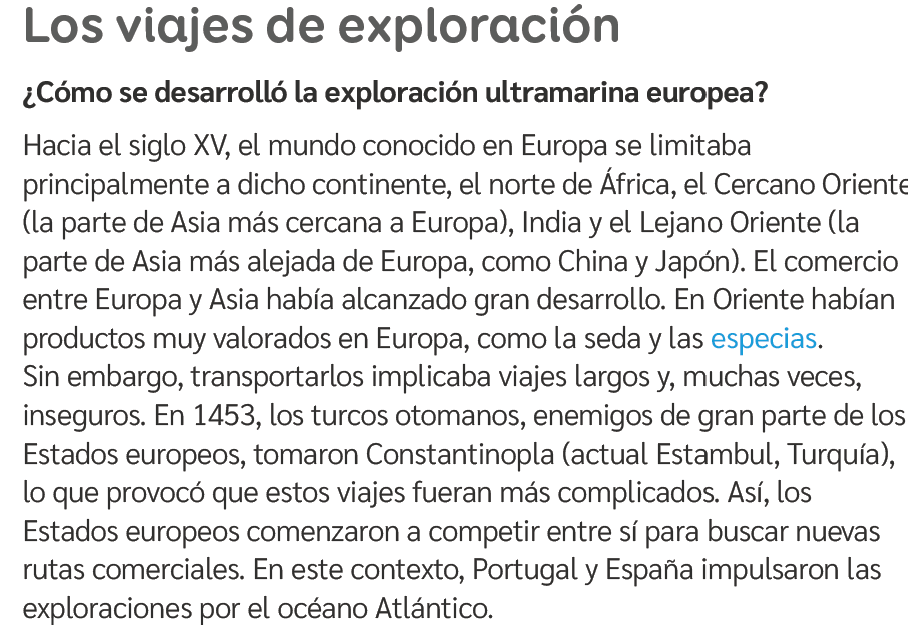 Los viajes de exploración
¿Cómo se desarrolló la exploración ultramarina europea?
Hacia el siglo XV, el mundo conocido en Europa se limitaba
principalmente a dicho continente, el norte de África, el Cercano Oriente
(la parte de Asia más cercana a Europa), India y el Lejano Oriente (la
parte de Asia más alejada de Europa, como China y Japón). El comercio
entre Europa y Asia había alcanzado gran desarrollo. En Oriente habían
productos muy valorados en Europa, como la seda y las especias.
Sin embargo, transportarlos implicaba viajes largos y, muchas veces,
inseguros. En 1453, los turcos otomanos, enemigos de gran parte de los
Estados europeos, tomaron Constantinopla (actual Estambul, Turquía),
lo que provocó que estos viajes fueran más complicados. Así, los
Estados europeos comenzaron a competir entre sí para buscar nuevas
rutas comerciales. En este contexto, Portugal y España impulsaron las
exploraciones por el océano Atlántico.